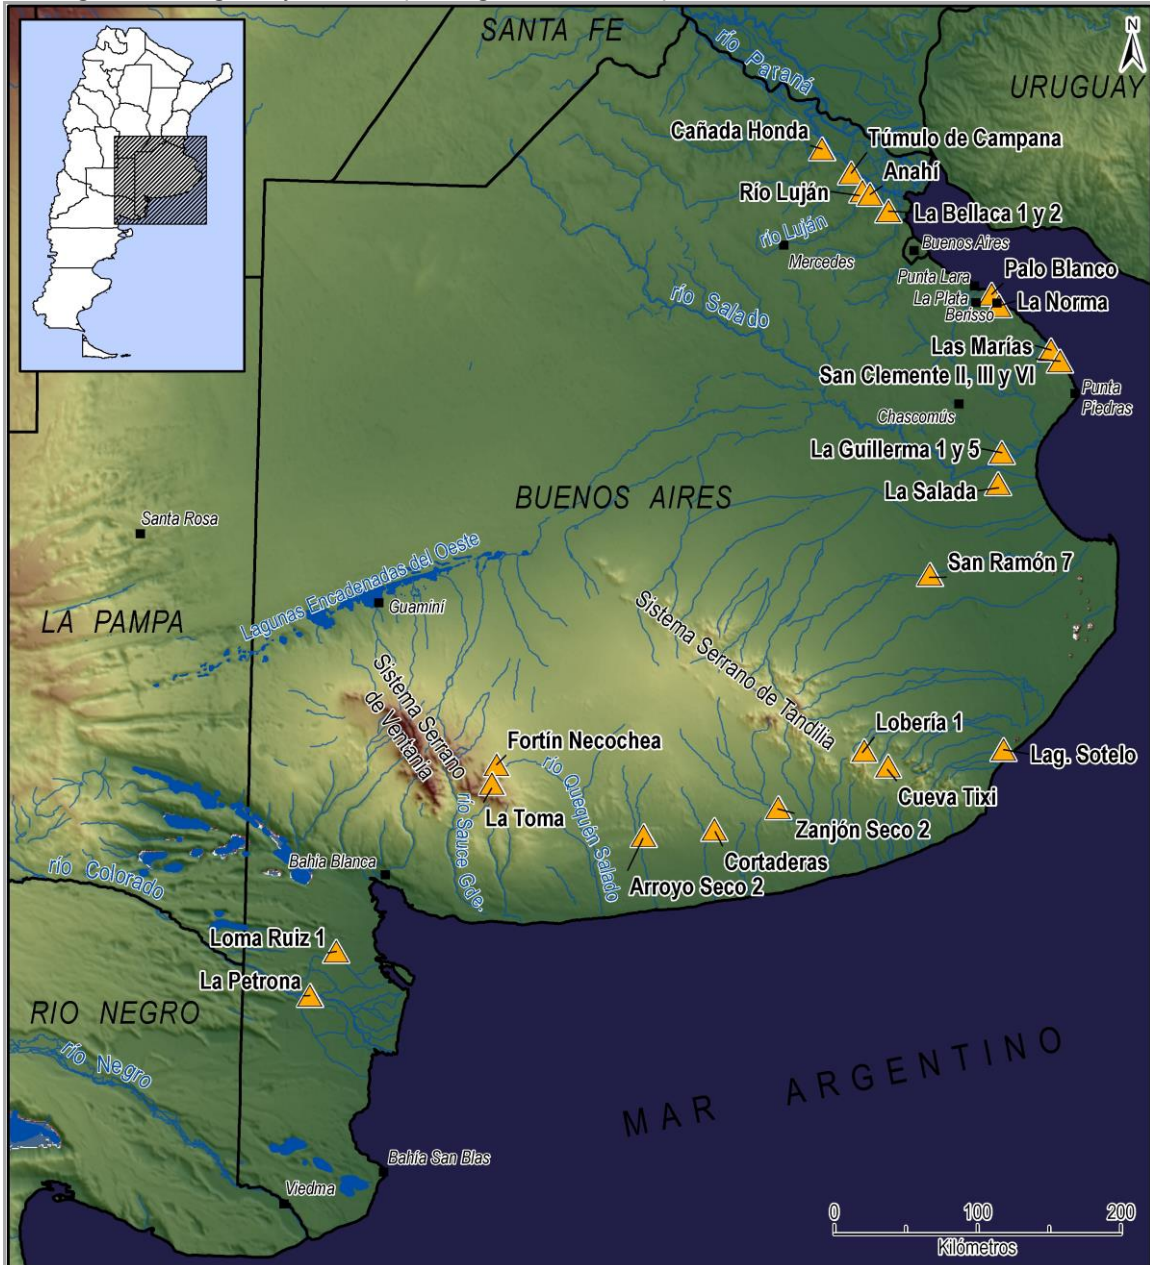 SANTA FE
N
río Paraná
URUGUAY
Cañada Honda
Túmulo de Campana
Anahí
Río Luján
La Bellaca 1 y 2
río Luján
Buenos Aires
Mercedes
Palo Blanco
Punta Lara
La Plata
La Norma
Berisso
río Salado
Las Marías
San Clemente II, III y VI
Punta
Piedras
Chascomús
La Guillerma 1 y 5
La Salada
BUENOS AIRES
Santa Rosa
Lagunas Encadenadas del Oeste
San Ramón 7
Guaminí
LA PAMPA
Sistema Serrano de Tandilia
Sistema Serrano
de Ventania
Lobería 1
Fortín Necochea
Lag. Sotelo
Cueva Tixi
río Quequén Salado
La Toma
río Sauce Gde.
Zanjón Seco 2
Cortaderas
Bahía Blanca
río Colorado
Arroyo Seco 2
Loma Ruiz 1
La Petrona
RIO NEGRO
río Negro
MAR ARGENTINO
Bahía San Blas
Viedma
0 100 200
Kilómetros